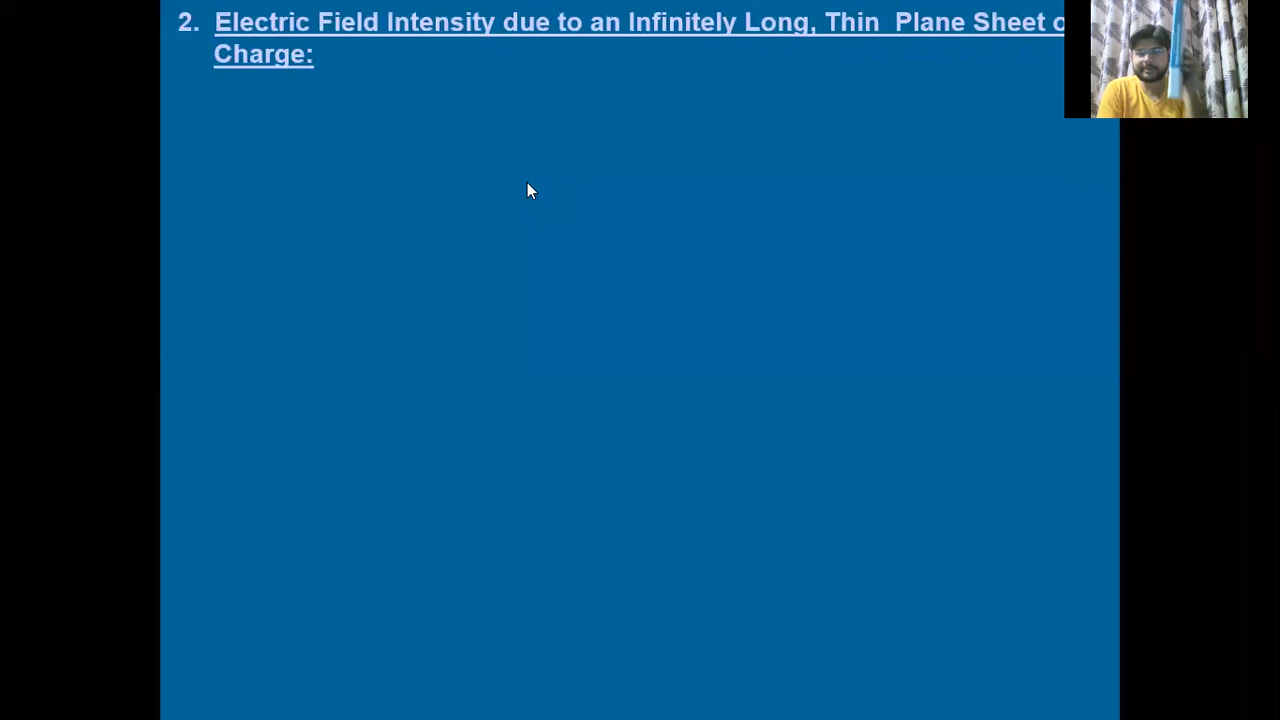 2. Electric Field Intensity due to an Infinitely Long, Thin Plane Sheet
Charge: